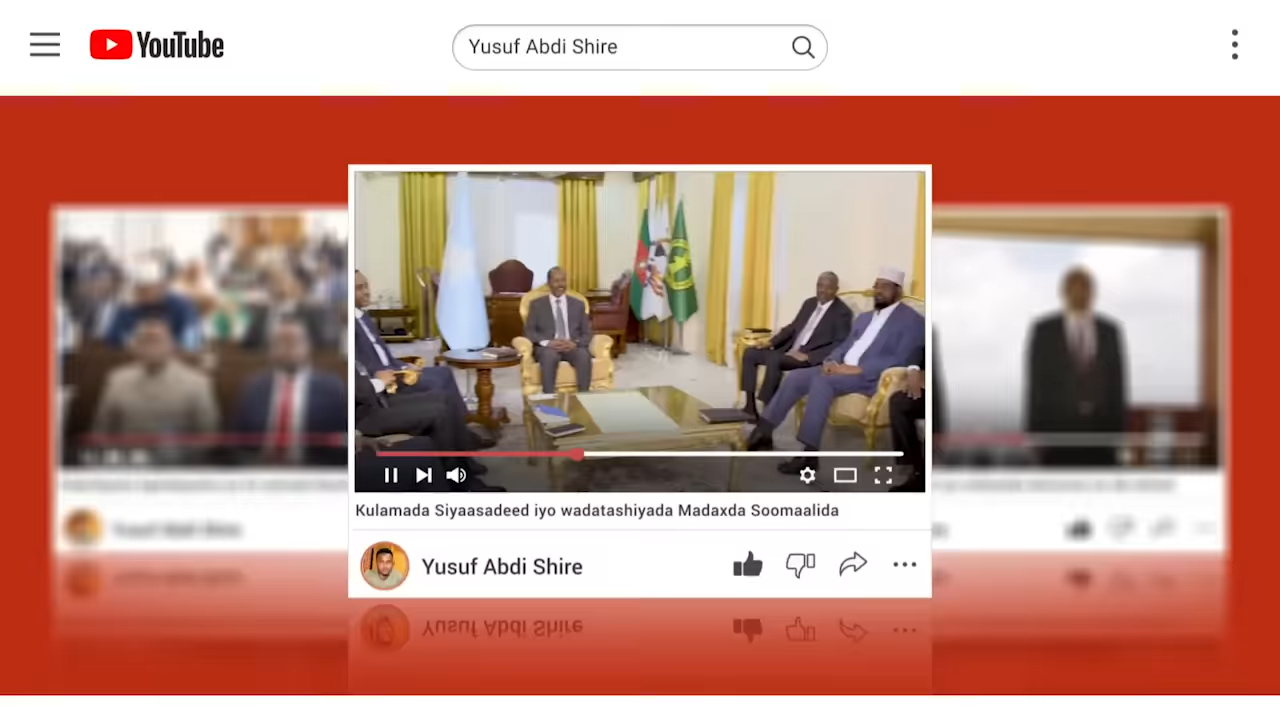 YouTube
Yusuf Abdi Shire
Kulamada Siyaasadeed iyo wadatashiyada Madaxda Soomaalida
Yusuf Abdi Shire
Yusuf Abdi Shire